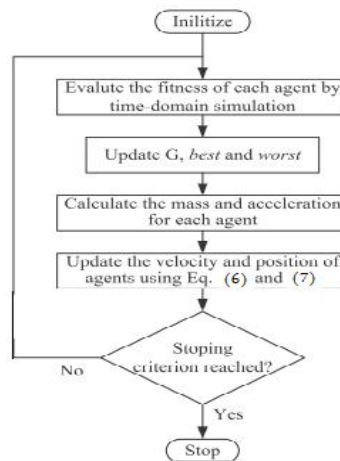 Inilitize
Evalute the fitness of each agent by
time-domain simulation
Update G, best and worst
Calculate the mass and acceleration
for each agent
Update the velocity and position of
agents using Eq. (6) and (7)
Stoping
criterion reached?
No
Yes
Stop